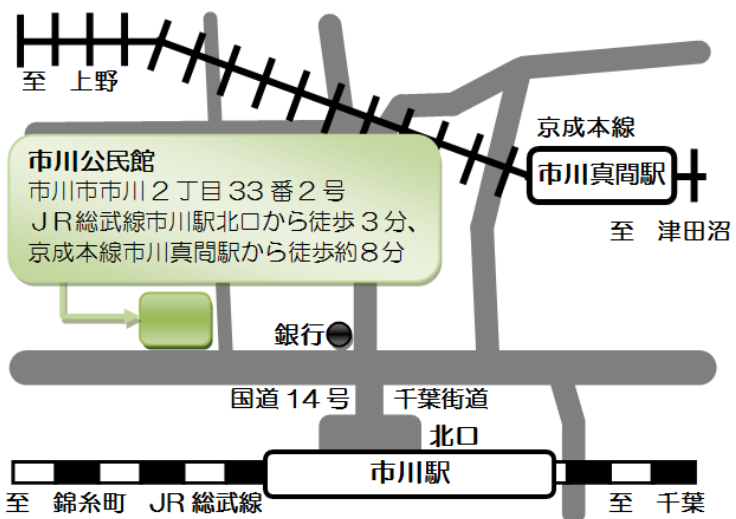 至 上野
京成本線
市川真間駅
至 津田沼
市川公民館
市川市市川2丁目33番2号
JR総武線市川駅北口から徒歩3分、
京成本線市川真間駅から徒歩約8分
銀行
国道14号 千葉街道
北口
市川駅
至 錦糸町 JR総武線
至 千葉